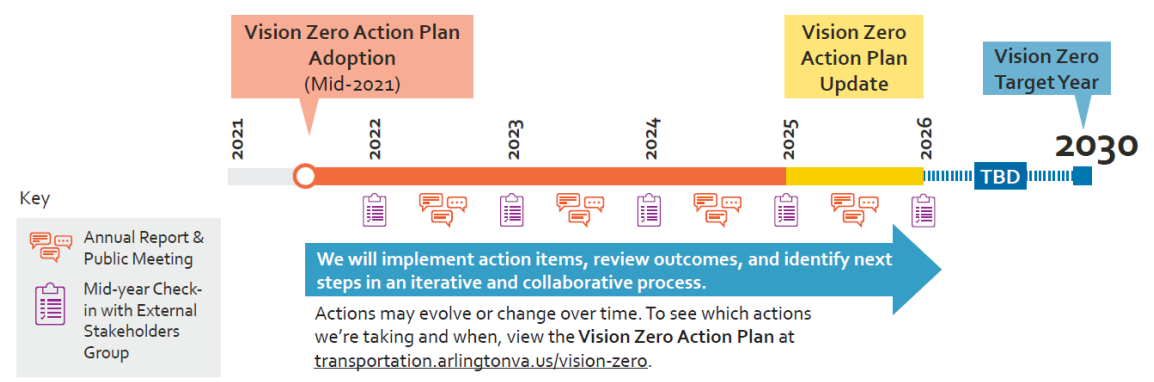 Vision Zero Action Plan
Adoption
(Mid-2021)
Vision Zero
Action Plan
Update
Vision Zero
Target Year
2021
2022
2023
2024
2025
2026
2030
TBD
Key
Annual Report &
Public Meeting
Mid-year Check-
in with External
Stakeholders
Group
We will implement action items, review outcomes, and identify next
steps in an iterative and collaborative process.
Actions may evolve or change over time. To see which actions
we're taking and when, view the Vision Zero Action Plan at
transportation.arlingtonva.us/vision-zero.